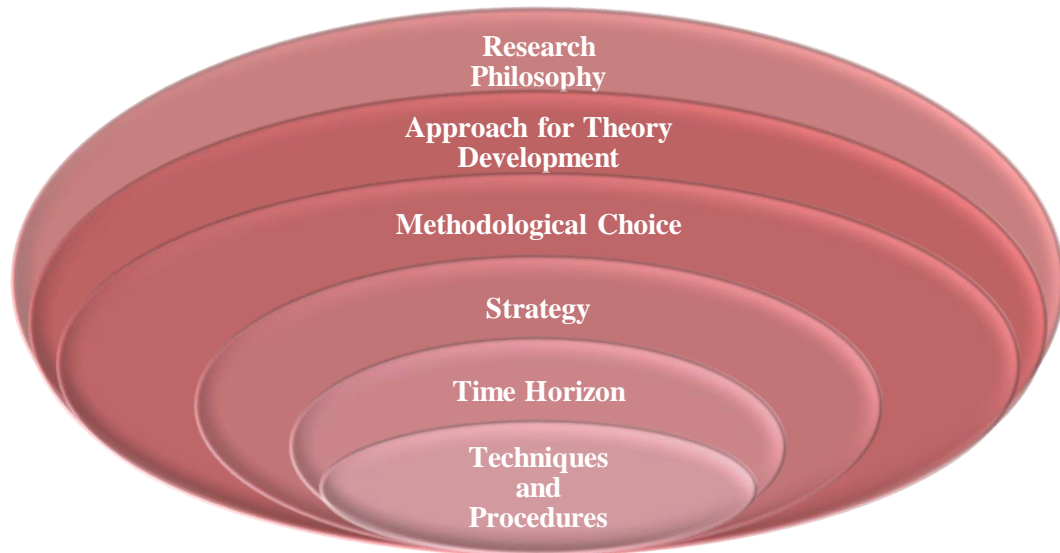 Research
Philosophy
Approach for Theory
Development
Methodological Choice
Strategy
Time Horizon
Techniques
and
Procedures